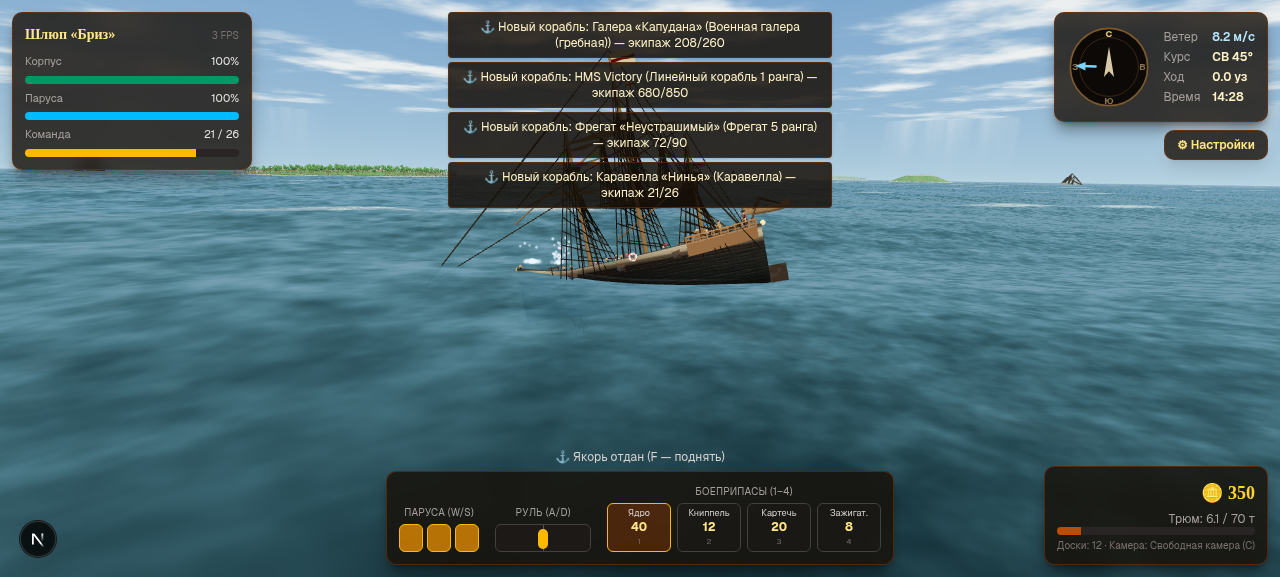 Шлюп «Бриз»
3 FPS
Корпус 100%
Паруса 100%
Команда 21 / 26
⚓ Новый корабль: Галера «Капудана» (Военная галера
(гребная)) — экипаж 208/260
⚓ Новый корабль: HMS Victory (Линейный корабль 1 ранга) —
экипаж 680/850
⚓ Новый корабль: Фрегат «Неустрашимый» (Фрегат 5 ранга)
— экипаж 72/90
⚓ Новый корабль: Каравелла «Нинья» (Каравелла) —
экипаж 21/26
С
З В
Ю
Ветер 8.2 м/с
Курс СВ 45°
Ход 0.0 уз
Время 14:28
⚙ Настройки
⚓ Якорь отдан (F — поднять)
ПАРУСА (W/S)
РУЛЬ (A/D)
БОЕПРИПАСЫ (1–4)
Ядро
40
1
Книппель
12
2
Картечь
20
3
Зажигат.
8
4
350
Трюм: 6.1 / 70 т
Доски: 12 · Камера: Свободная камера (C)
N